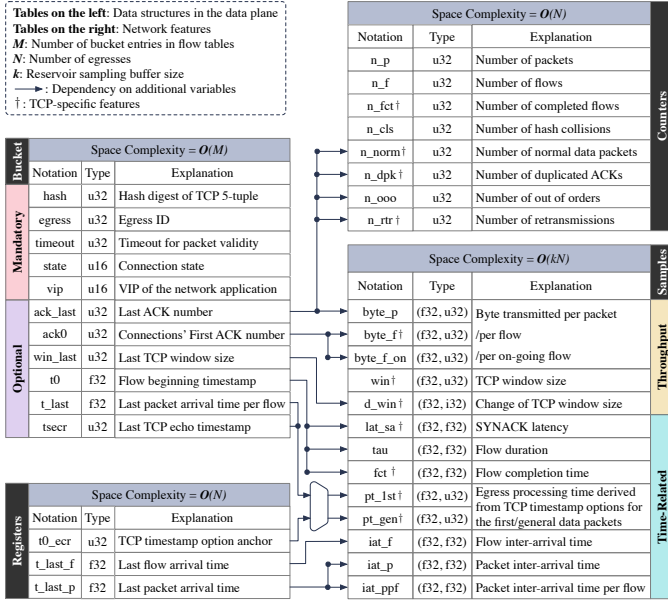 Tables on the left: Data structures in the data plane
Tables on the right: Network features
M: Number of bucket entries in flow tables
N: Number of egresses
k: Reservoir sampling buffer size
: Dependency on additional variables
† : TCP-specific features
Bucket
Space Complexity = O(M)
Notation Type Explanation
Mandatory
hash u32 Hash digest of TCP 5-tuple
egress u32 Egress ID
timeout u32 Timeout for packet validity
state u16 Connection state
vip u16 VIP of the network application
Optional
ack_last u32 Last ACK number
ack0 u32 Connections' First ACK number
win_last u32 Last TCP window size
t0 f32 Flow beginning timestamp
t_last f32 Last packet arrival time per flow
tsecr u32 Last TCP echo timestamp
Registers
Space Complexity = O(N)
Notation Type Explanation
t0_ecr u32 TCP timestamp option anchor
t_last_f f32 Last flow arrival time
t_last_p f32 Last packet arrival time
Space Complexity = O(N)
Counters
Notation Type Explanation
n_p u32 Number of packets
n_f u32 Number of flows
n_fct † u32 Number of completed flows
n_cls u32 Number of hash collisions
n_norm † u32 Number of normal data packets
n_dpk † u32 Number of duplicated ACKs
n_ooo u32 Number of out of orders
n_rtr † u32 Number of retransmissions
Space Complexity = O(kN)
Samples
Notation Type Explanation
Throughput
byte_p (f32, u32) Byte transmitted per packet
byte_f † (f32, u32) /per flow
byte_f_on (f32, u32) /per on-going flow
win † (f32, u32) TCP window size
d_win † (f32, i32) Change of TCP window size
Time-Related
lat_sa † (f32, u32) SYNACK latency
tau (f32, f32) Flow duration
fct † (f32, f32) Flow completion time
pt_1st † (f32, u32) Egress processing time derived
from TCP timestamp options for
pt_gen † (f32, u32) the first/general data packets
iat_f (f32, f32) Flow inter-arrival time
iat_p (f32, f32) Packet inter-arrival time
iat_ppf (f32, f32) Packet inter-arrival time per flow